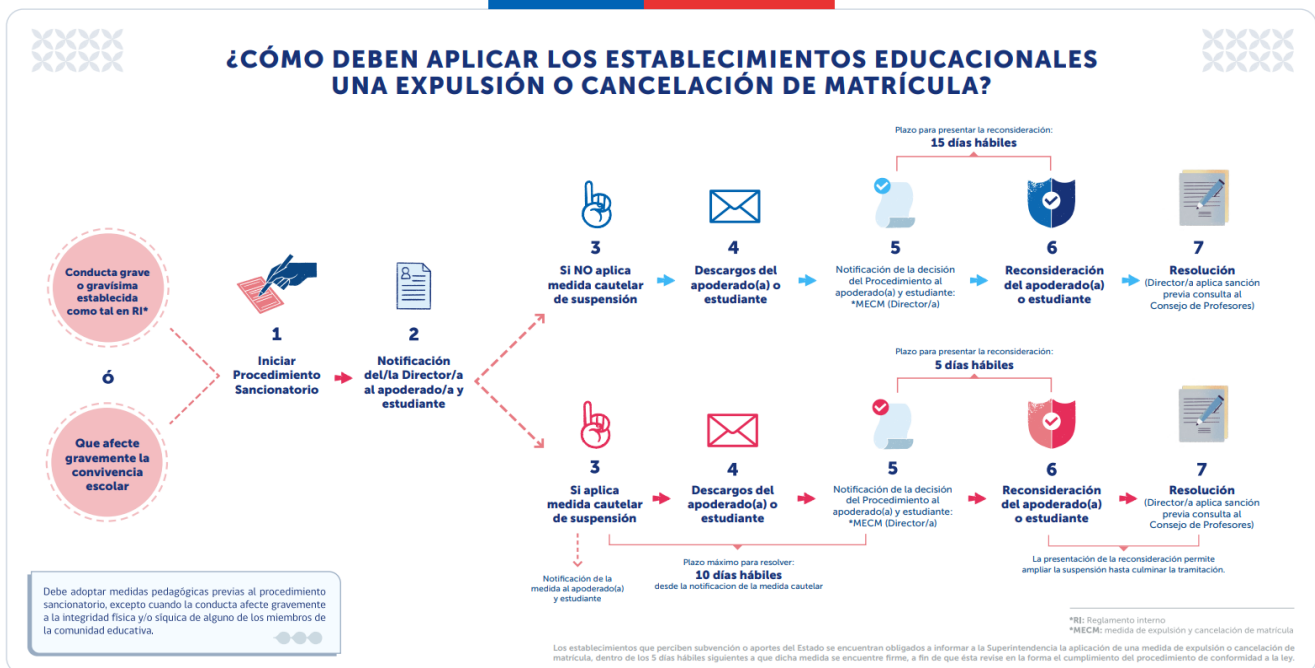 ¿CÓMO DEBEN APLICAR LOS ESTABLECIMIENTOS EDUCACIONALES
UNA EXPULSIÓN O CANCELACIÓN DE MATRÍCULA?
Conducta grave
o gravísima
establecida
como tal en RI*
ó
Que afecte
gravemente la
convivencia
escolar
1
Iniciar
Procedimiento
Sancionatorio
2
Notificación
del/la Director/a
al apoderado/a y
estudiante
Plazo para presentar la reconsideración:
15 días hábiles
3
Si NO aplica
medida cautelar
de suspensión
4
Descargos del
apoderado(a) o
estudiante
5
Notificación de la decisión
del Procedimiento al
apoderado(a) y estudiante:
*MECM (Director/a)
6
Reconsideración
del apoderado(a)
o estudiante
7
Resolución
(Director/a aplica sanción
previa consulta al
Consejo de Profesores)
Plazo para presentar la reconsideración:
5 días hábiles
3
Si aplica
medida cautelar
de suspensión
4
Descargos del
apoderado(a) o
estudiante
5
Notificación de la decisión
del Procedimiento al
apoderado(a) y estudiante:
*MECM (Director/a)
6
Reconsideración
del apoderado(a)
o estudiante
7
Resolución
(Director/a aplica sanción
previa consulta al
Consejo de Profesores)
Notificación de la
medida al apoderado(a)
y estudiante
Plazo máximo para resolver:
10 días hábiles
desde la notificacion de la medida cautelar
La presentación de la reconsideración permite
ampliar la suspensión hasta culminar la tramitación.
Debe adoptar medidas pedagógicas previas al procedimiento
sancionatorio, excepto cuando la conducta afecte gravemente
a la integridad física y/o síquica de alguno de los miembros de
la comunidad educativa.
*RI: Reglamento interno
*MECM: medida de expulsión y cancelación de matrícula
Los establecimientos que perciben subvención o aportes del Estado se encuentran obligados a informar a la Superintendencia la aplicación de una medida de expulsión o cancelación de
matrícula, dentro de los 5 días hábiles siguientes a que dicha medida se encuentre firme, a fin de que ésta revise en la forma el cumplimiento del procedimiento de conformidad a la ley.